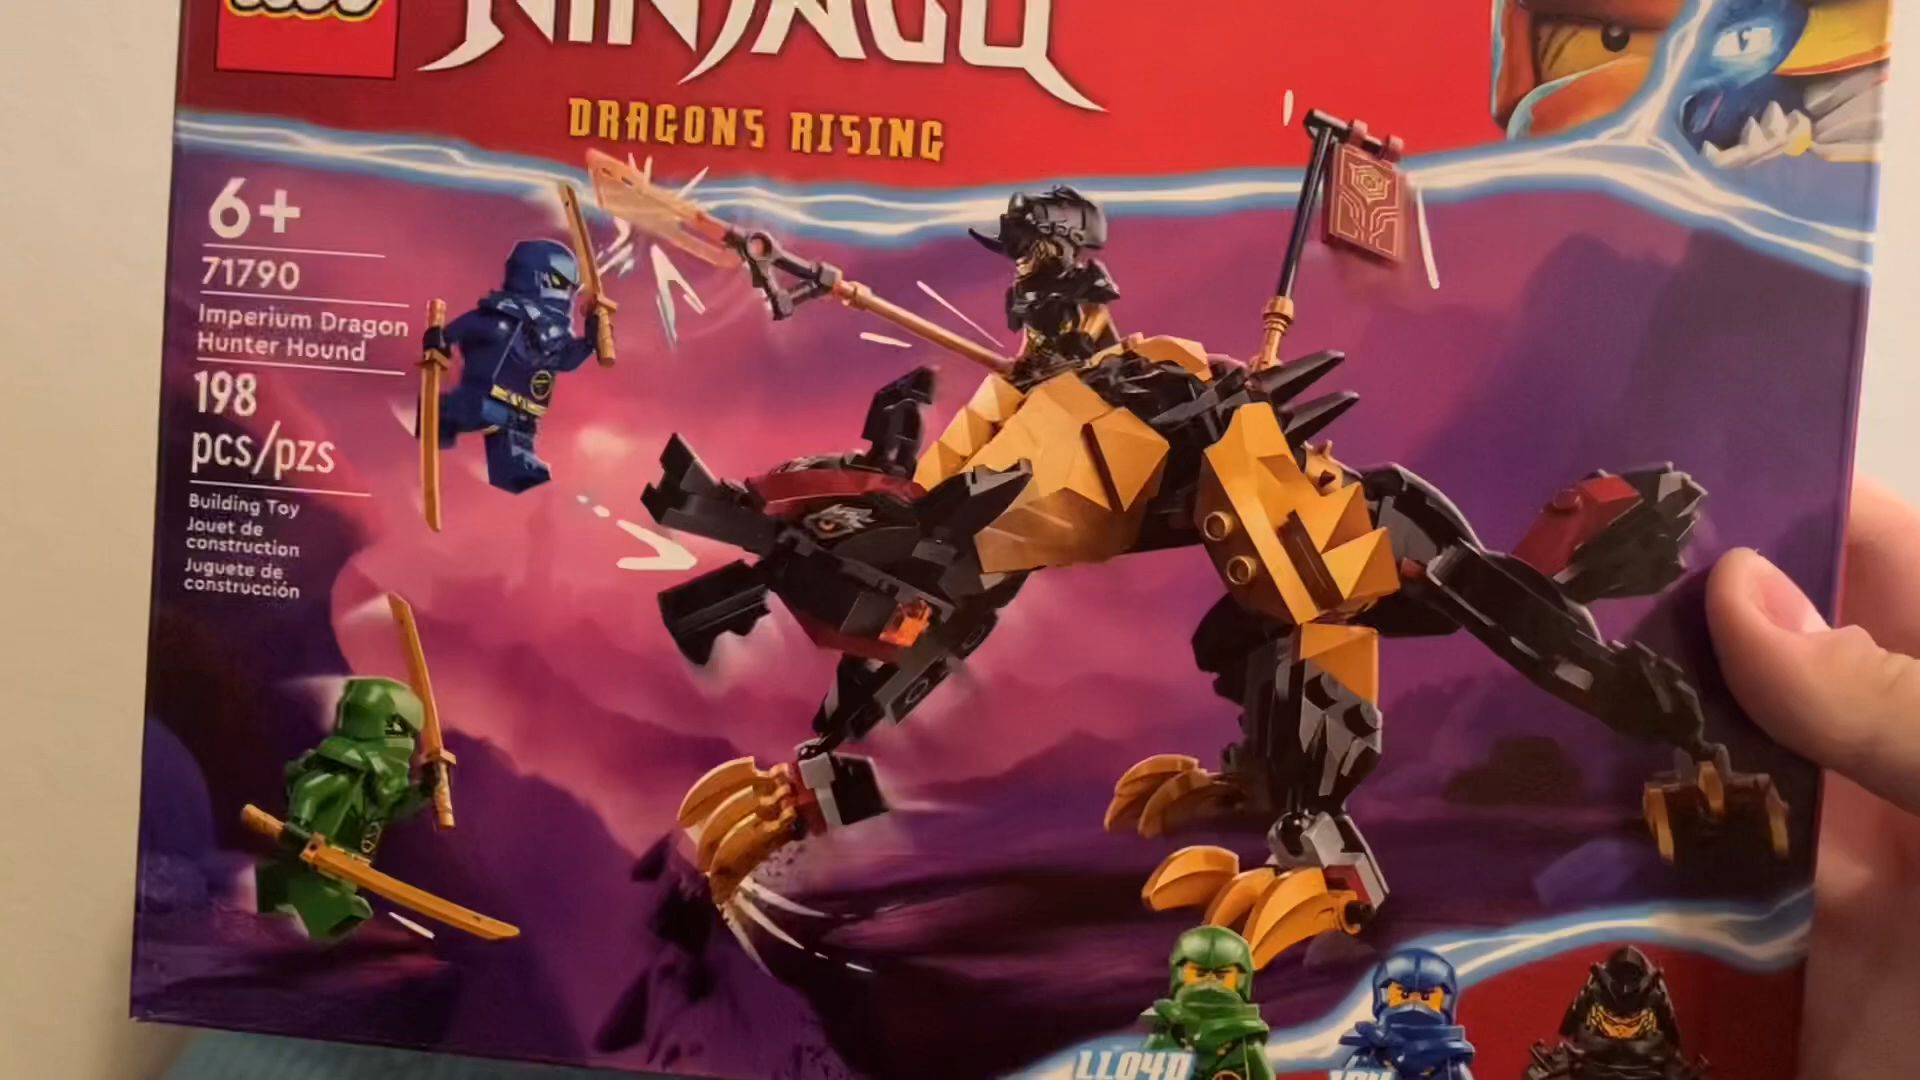 NINJAGO
DRAGONS RISING
6+
71790
Imperium Dragon
Hunter Hound
198
pcs/pzs
Building Toy
Jouet de
construction
Juguete de
construcción
LLOYD